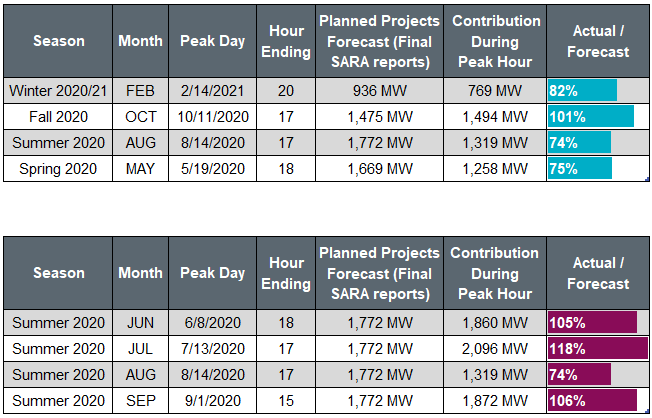 Season Month Peak Day Hour Ending Planned Projects Forecast (Final SARA reports) Contribution During Peak Hour Actual / Forecast
Winter 2020/21 FEB 2/14/2021 20 936 MW 769 MW 82%
Fall 2020 OCT 10/11/2020 17 1,475 MW 1,494 MW 101%
Summer 2020 AUG 8/14/2020 17 1,772 MW 1,319 MW 74%
Spring 2020 MAY 5/19/2020 18 1,669 MW 1,258 MW 75%
Season Month Peak Day Hour Ending Planned Projects Forecast (Final SARA reports) Contribution During Peak Hour Actual / Forecast
Summer 2020 JUN 6/8/2020 18 1,772 MW 1,860 MW 105%
Summer 2020 JUL 7/13/2020 17 1,772 MW 2,096 MW 118%
Summer 2020 AUG 8/14/2020 17 1,772 MW 1,319 MW 74%
Summer 2020 SEP 9/1/2020 15 1,772 MW 1,872 MW 106%